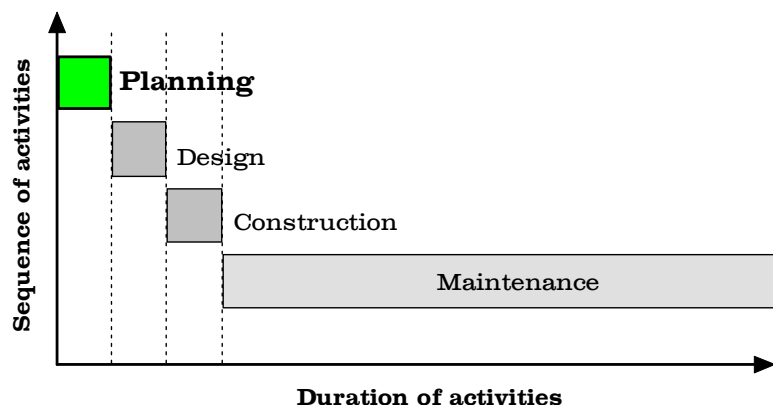 Sequence of activities
Planning
Design
Construction
Maintenance
Duration of activities